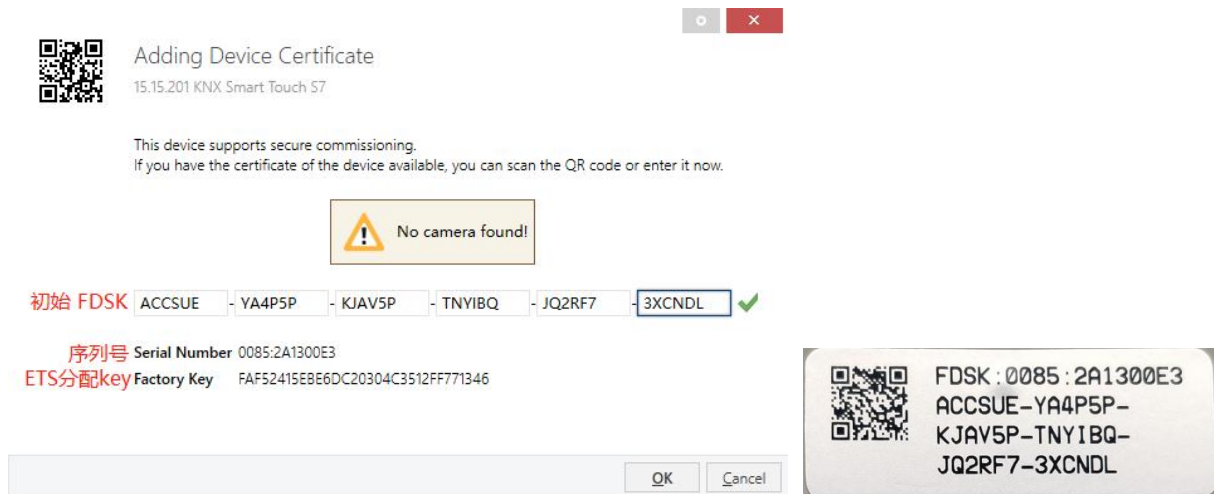 Adding Device Certificate
15.15.201 KNX Smart Touch S7
This device supports secure commissioning.
If you have the certificate of the device available, you can scan the QR code or enter it now.
No camera found!
初始 FDSK ACCSUE - YA4P5P - KJAV5P - TNYIBQ - JQ2RF7 - 3XCNDL
序列号 Serial Number 0085:2A1300E3
ETS分配key Factory Key FAF52415EBE6DC20304C3512FF771346
OK Cancel
FDSK:0085:2A1300E3
ACCSUE-YA4P5P-
KJAV5P-TNYIBQ-
JQ2RF7-3XCNDL